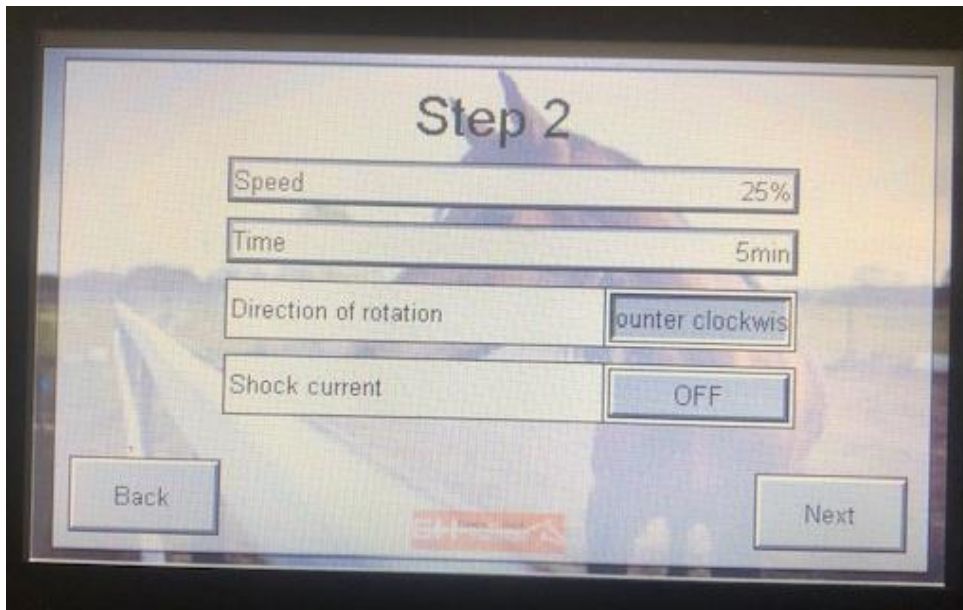 Step 2
Speed 25%
Time 5min
Direction of rotation ounter clockwis
Shock current OFF
Back Next